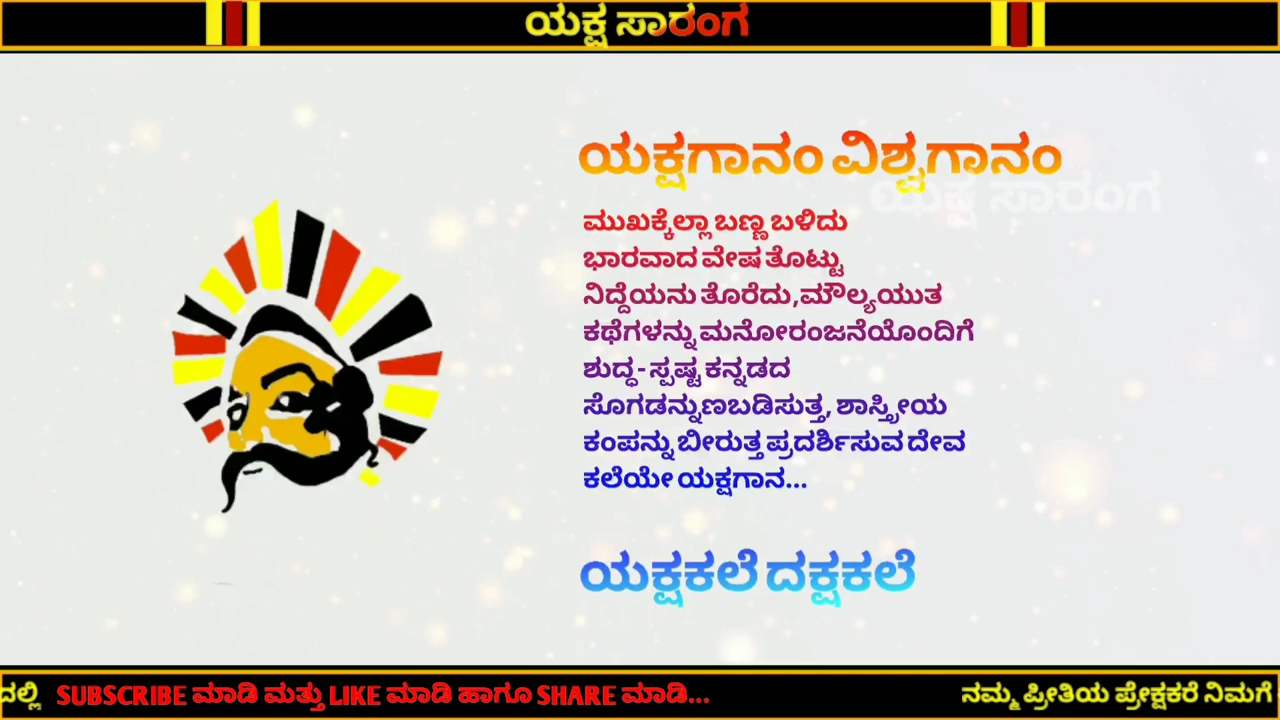 ಯಕ್ಷ ಸಾರಂಗ
ಯಕ್ಷಗಾನಂ ವಿಶ್ವಗಾನಂ
ಯಕ್ಷ ಸಾರಂಗ
ಮುಖಕ್ಕೆಲ್ಲಾ ಬಣ್ಣ ಬಳಿದು
ಭಾರವಾದ ವೇಷ ತೊಟ್ಟು
ನಿದ್ದೆಯನು ತೊರೆದು,ಮೌಲ್ಯಯುತ
ಕಥೆಗಳನ್ನು ಮನೋರಂಜನೆಯೊಂದಿಗೆ
ಶುದ್ಧ - ಸ್ಪಷ್ಟ ಕನ್ನಡದ
ಸೊಗಡನ್ನುಣಬಡಿಸುತ್ತ, ಶಾಸ್ತ್ರೀಯ
ಕಂಪನ್ನು ಬೀರುತ್ತ ಪ್ರದರ್ಶಿಸುವ ದೇವ
ಕಲೆಯೇ ಯಕ್ಷಗಾನ...
ಯಕ್ಷಕಲೆ ದಕ್ಷಕಲೆ
ದಲ್ಲಿ SUBSCRIBE ಮಾಡಿ ಮತ್ತು LIKE ಮಾಡಿ ಹಾಗೂ SHARE ಮಾಡಿ... ನಮ್ಮ ಪ್ರೀತಿಯ ಪ್ರೇಕ್ಷಕರೆ ನಿಮಗೆ